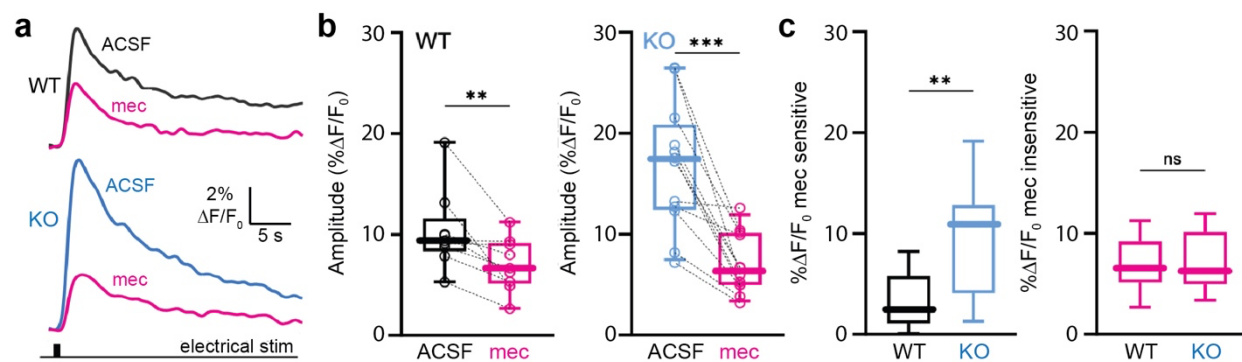 a
ACSF
WT
mec
ACSF
KO
2%
ΔF/F0
5 s
mec
electrical stim
b
WT
**
Amplitude (%ΔF/F0)
30
20
10
0
ACSF mec
KO
***
Amplitude (%ΔF/F0)
30
20
10
0
ACSF mec
c
**
%ΔF/F0 mec sensitive
30
20
10
0
WT KO
ns
%ΔF/F0 mec insensitive
30
20
10
0
WT KO